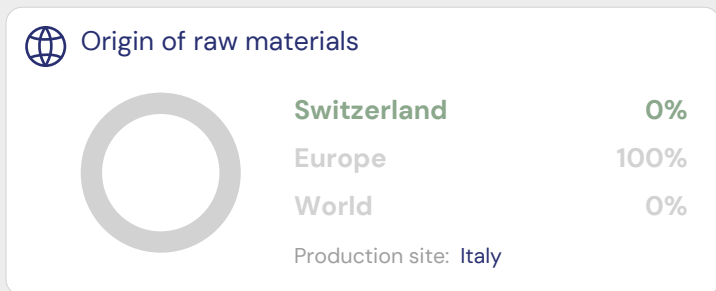 Origin of raw materials
Switzerland 0%
Europe 100%
World 0%
Production site: Italy